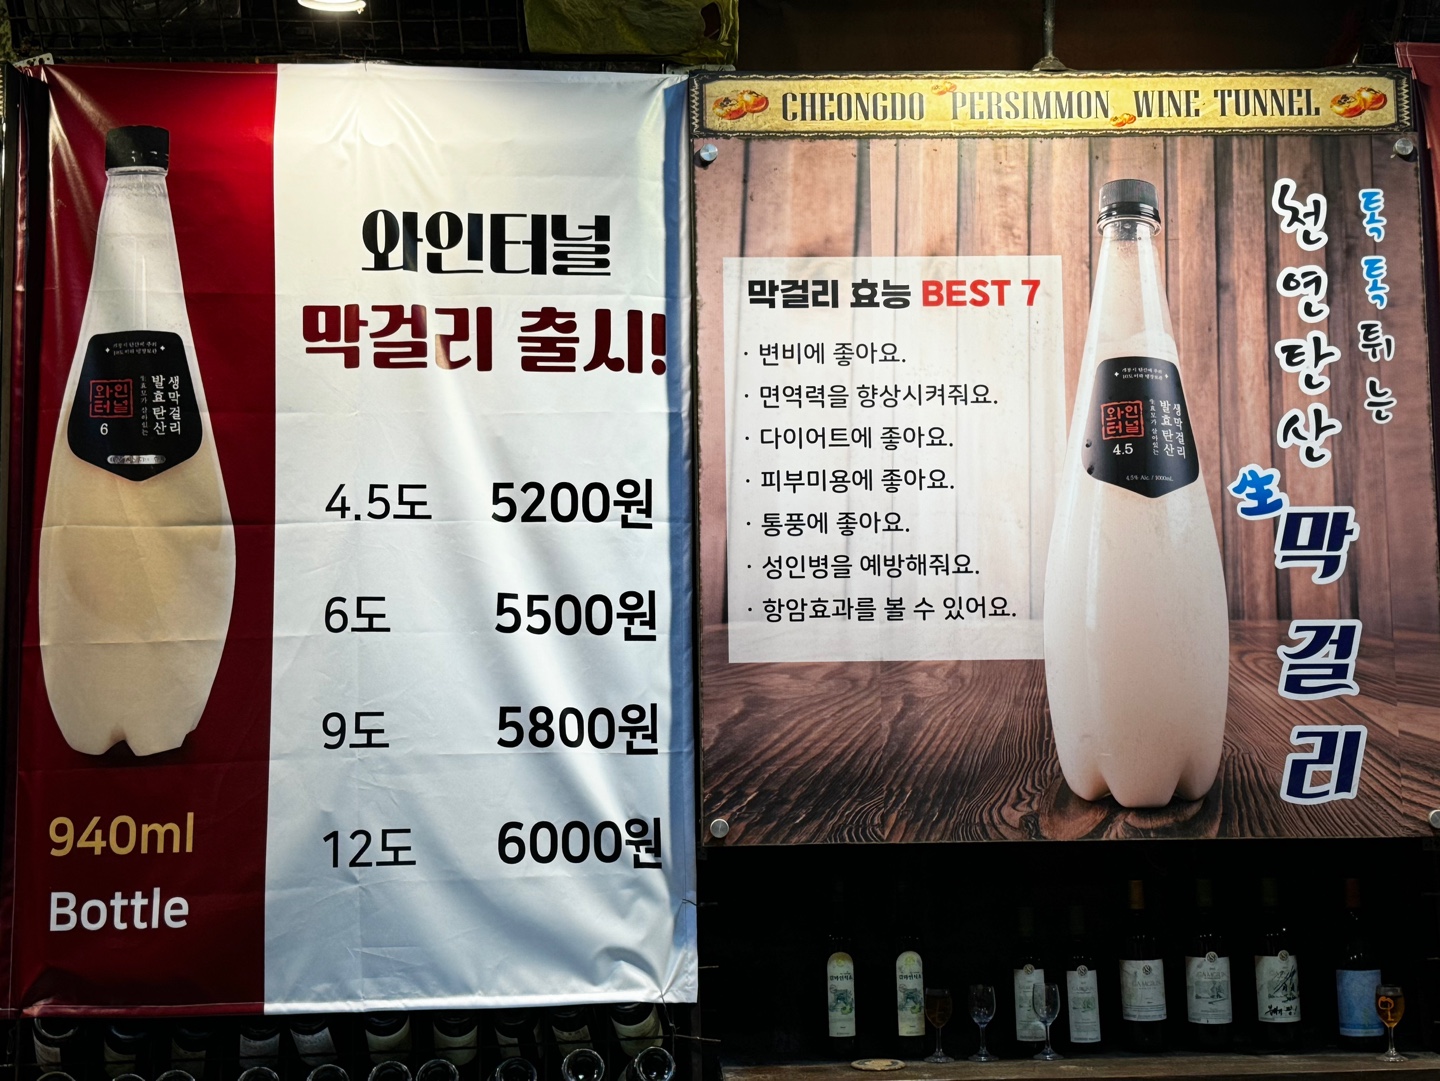 와인터널
막걸리 출시!
4.5도 5200원
6도 5500원
9도 5800원
12도 6000원
940ml
Bottle
와인
터널
6
생막걸리
발효탄산
CHEONGDO PERSIMMON WINE TUNNEL
막걸리 효능 BEST 7
· 변비에 좋아요.
· 면역력을 향상시켜줘요.
· 다이어트에 좋아요.
· 피부미용에 좋아요.
· 통풍에 좋아요.
· 성인병을 예방해줘요.
· 항암효과를 볼 수 있어요.
와인
터널
4.5
생막걸리
발효탄산
4.5% Alc. / 1000mL
톡톡튀는
천연탄산
生막걸리